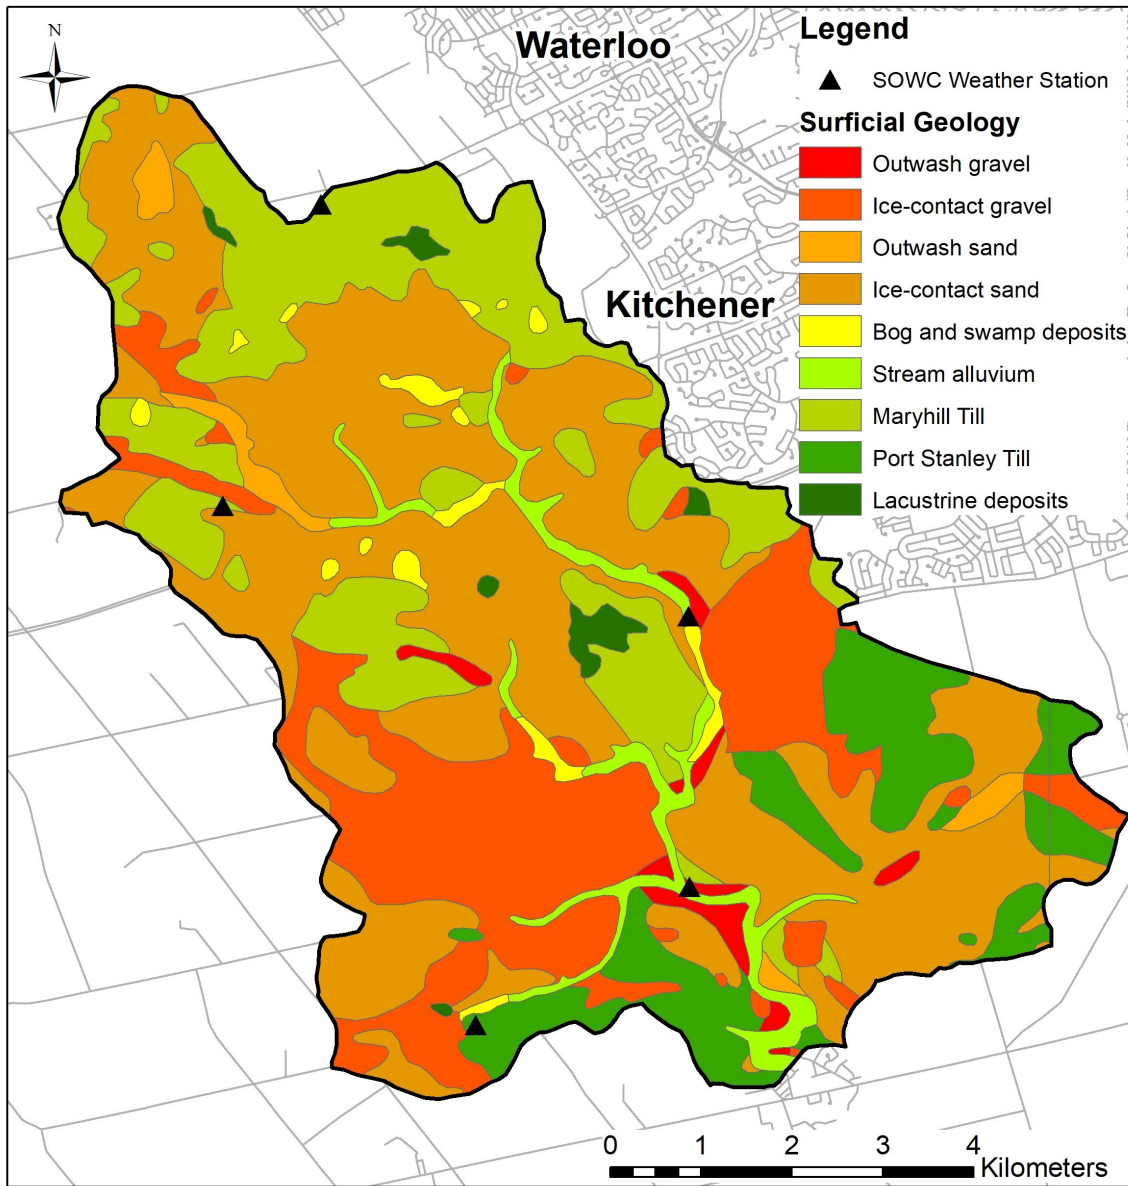 N
Waterloo
Kitchener
Legend
SOWC Weather Station
Surficial Geology
Outwash gravel
Ice-contact gravel
Outwash sand
Ice-contact sand
Bog and swamp deposits
Stream alluvium
Maryhill Till
Port Stanley Till
Lacustrine deposits
0 1 2 3 4
Kilometers